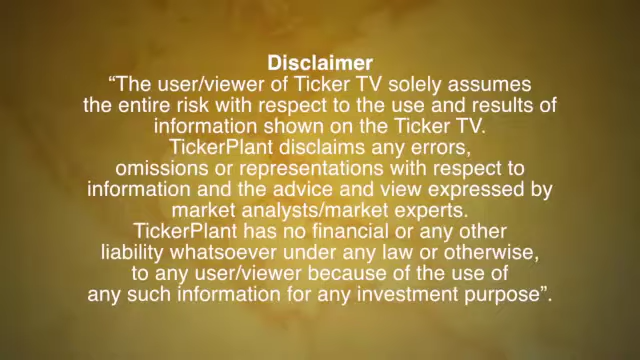 Disclaimer
“The user/viewer of Ticker TV solely assumes
the entire risk with respect to the use and results of
information shown on the Ticker TV.
TickerPlant disclaims any errors,
omissions or representations with respect to
information and the advice and view expressed by
market analysts/market experts.
TickerPlant has no financial or any other
liability whatsoever under any law or otherwise,
to any user/viewer because of the use of
any such information for any investment purpose”.